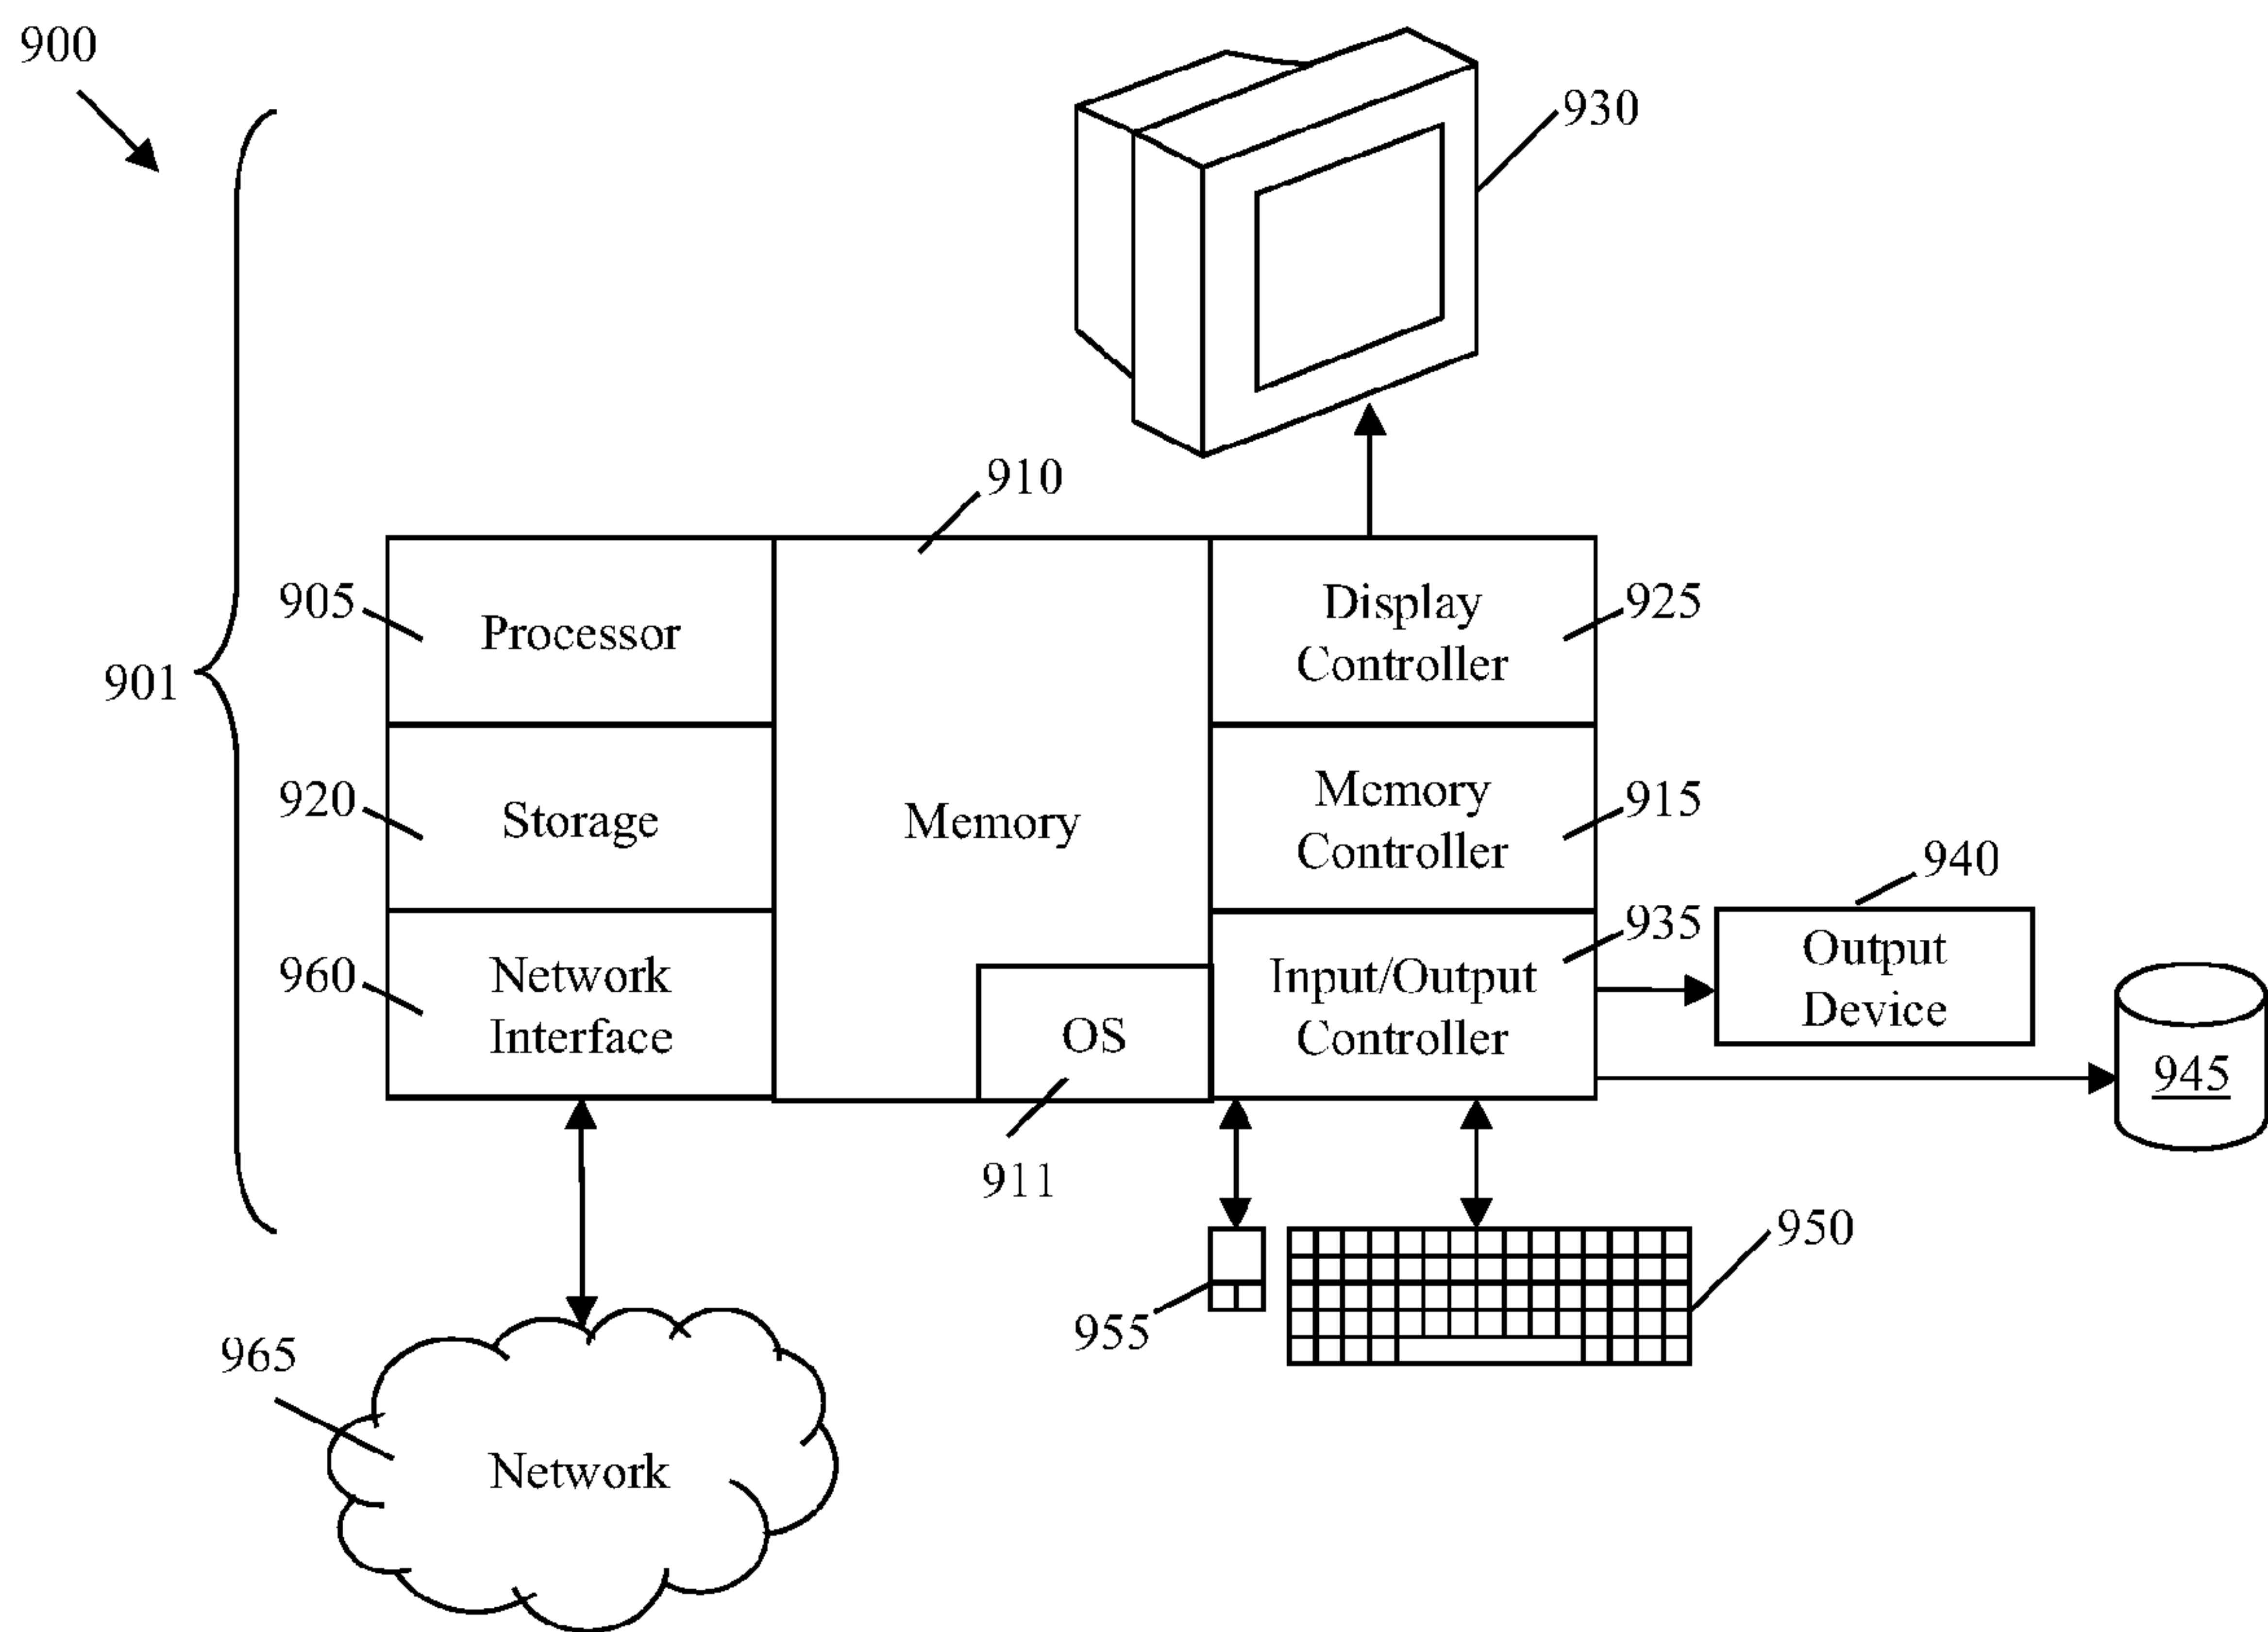 900
930
910
905
Processor
Display
Controller
925
901
920
Storage
Memory
Memory
Controller
915
940
960
Network
Interface
OS
Input/Output
Controller
935
Output
Device
945
911
955
950
965
Network